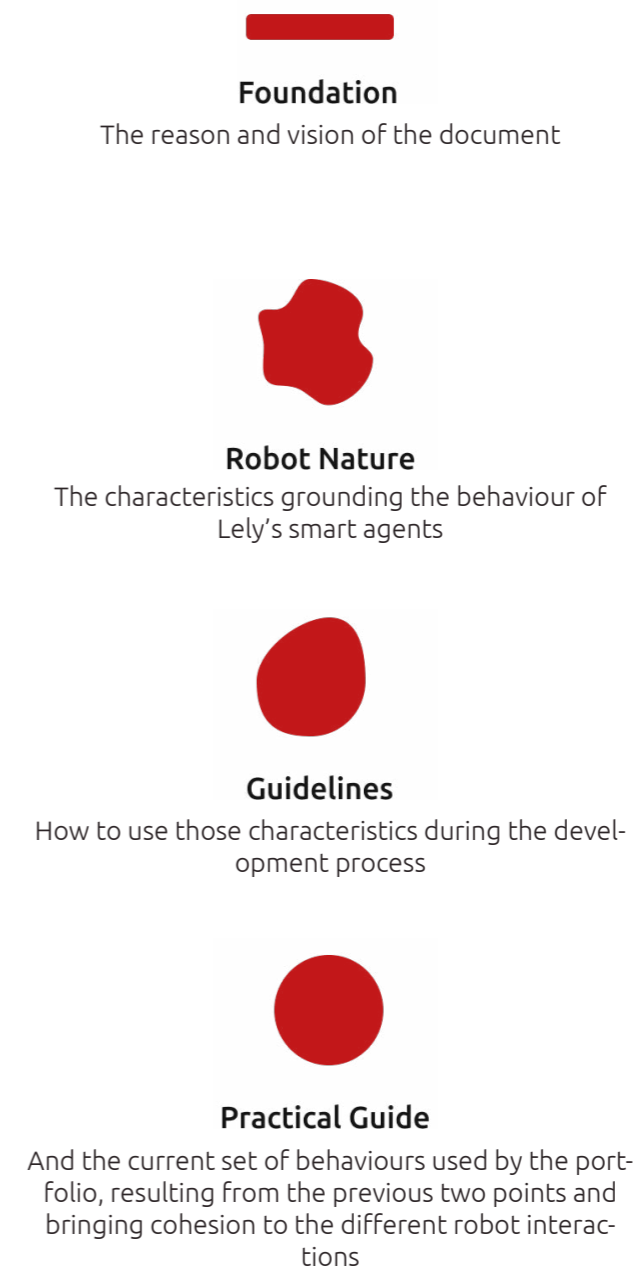 Foundation
The reason and vision of the document
Robot Nature
The characteristics grounding the behaviour of
Lely’s smart agents
Guidelines
How to use those characteristics during the devel-
opment process
Practical Guide
And the current set of behaviours used by the port-
folio, resulting from the previous two points and
bringing cohesion to the different robot interac-
tions